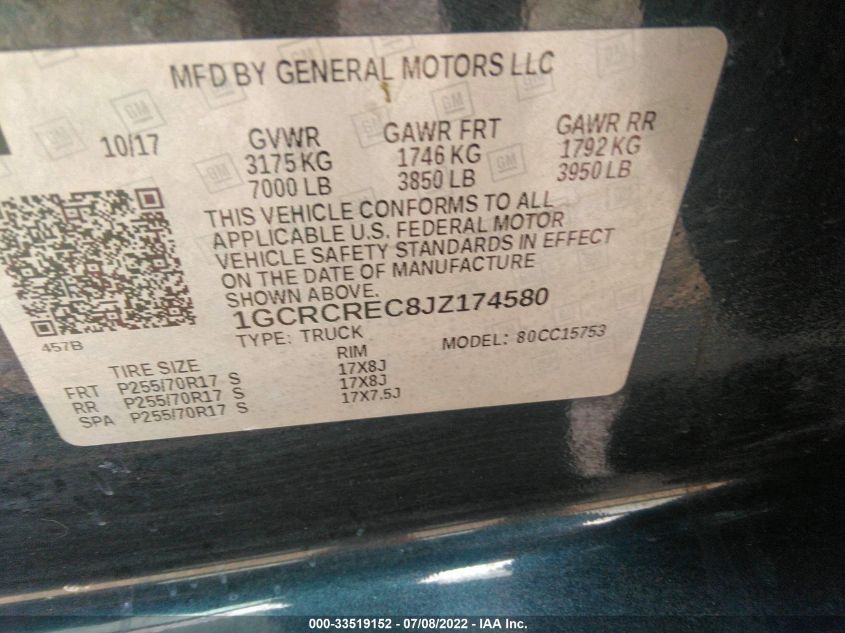 MFD BY GENERAL MOTORS LLC
10/17 GVWR GAWR FRT GAWR RR
3175 KG 1746 KG 1792 KG
7000 LB 3850 LB 3950 LB
THIS VEHICLE CONFORMS TO ALL
APPLICABLE U.S. FEDERAL MOTOR
VEHICLE SAFETY STANDARDS IN EFFECT
ON THE DATE OF MANUFACTURE
SHOWN ABOVE.
1GCRCREC8JZ174580
457B
TYPE: TRUCK MODEL: 80CC15753
TIRE SIZE RIM
FRT P255/70R17 S 17X8J
RR P255/70R17 S 17X8J
SPA P255/70R17 S 17X7.5J
000-33519152 - 07/08/2022 - IAA Inc.